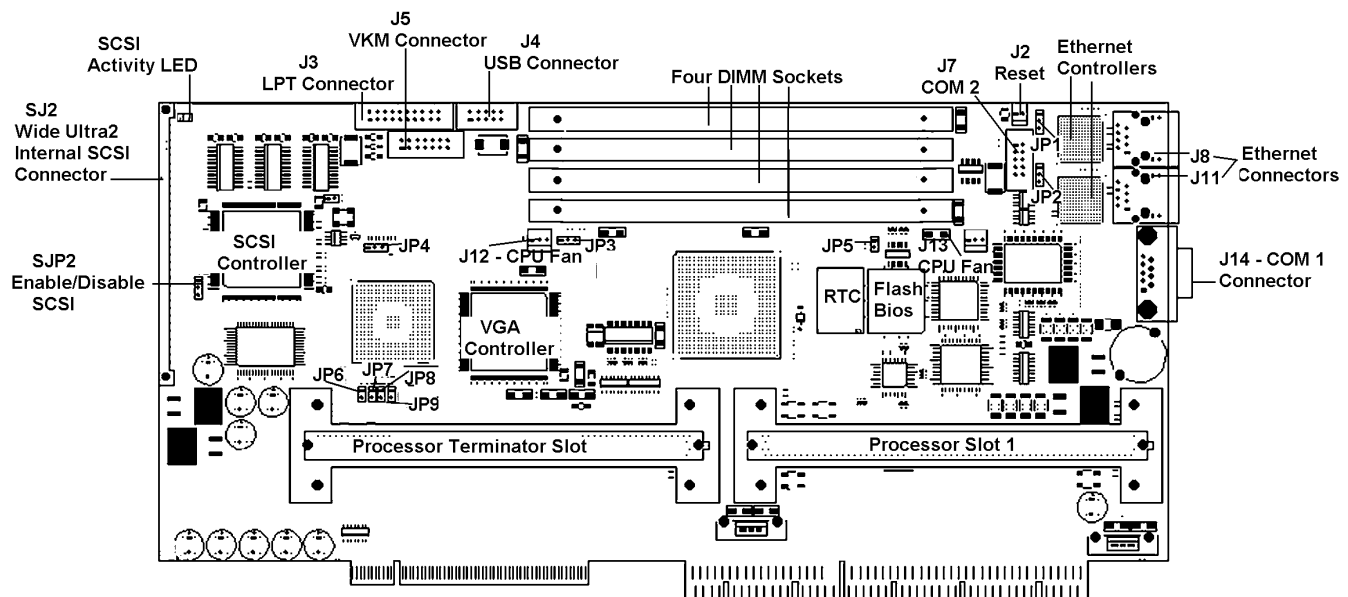 J5
VKM Connector
J4
USB Connector
SCSI
Activity LED
J3
LPT Connector
Four DIMM Sockets
J7
COM 2
J2
Reset
Ethernet
Controllers
SJ2
Wide Ultra2
Internal SCSI
Connector
JP1
J8
J11
Ethernet
Connectors
JP2
SCSI
Controller
JP4
J12 - CPU Fan
JP3
JP5
J13
CPU Fan
J14 - COM 1
Connector
SJP2
Enable/Disable
SCSI
RTC
Flash
Bios
VGA
Controller
JP6
JP7
JP8
JP9
Processor Terminator Slot
Processor Slot 1